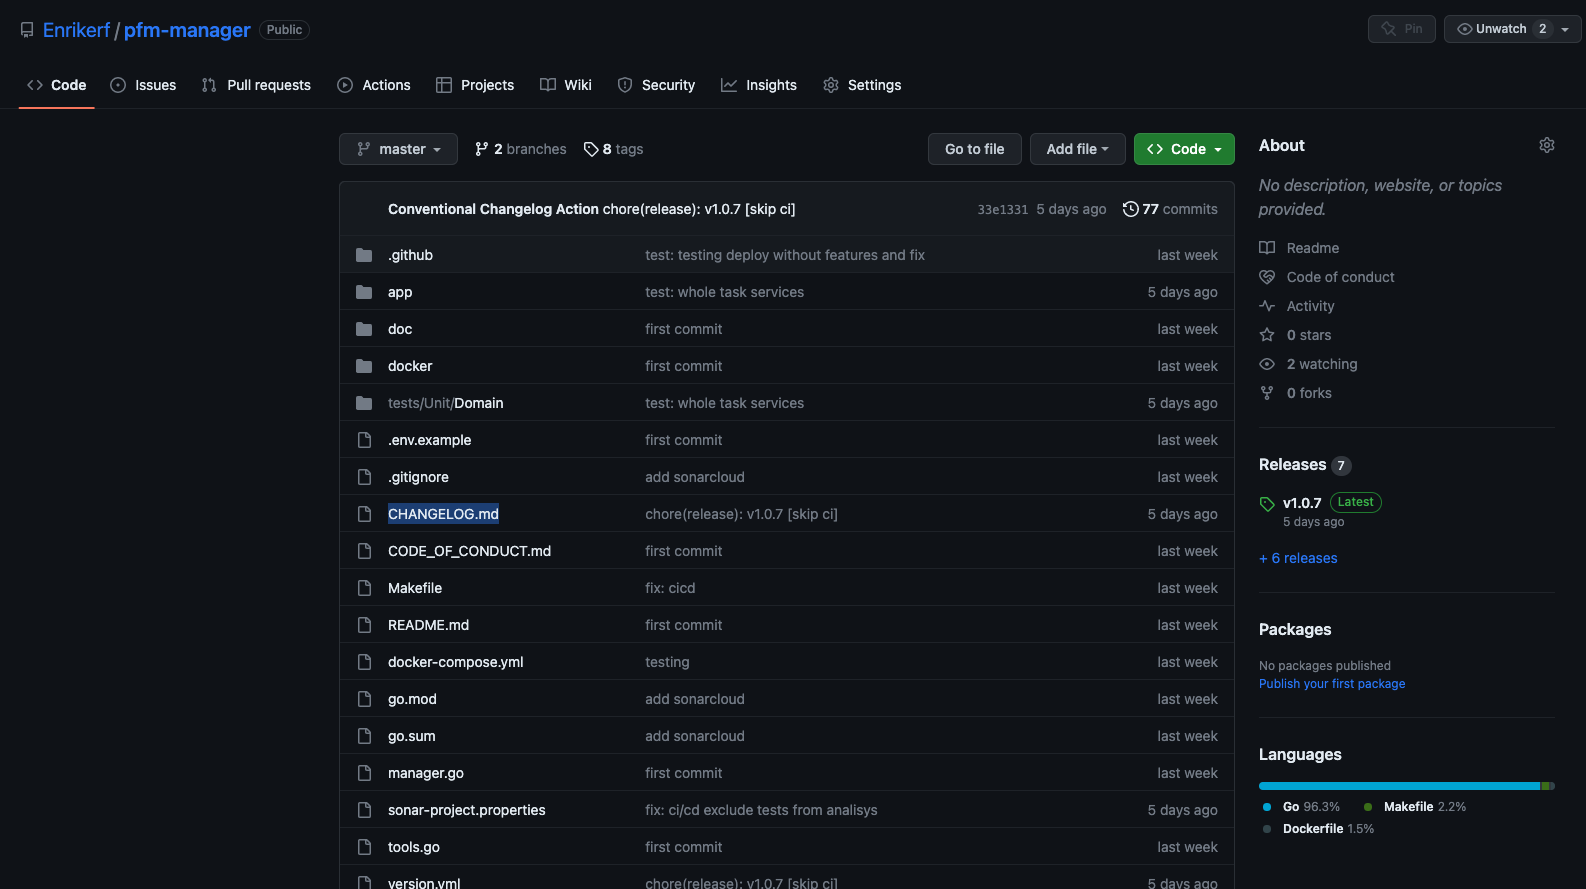 Enrikerf / pfm-manager Public
Pin Unwatch 2
Code Issues Pull requests Actions Projects Wiki Security Insights Settings
master 2 branches 8 tags Go to file Add file Code
Conventional Changelog Action chore(release): v1.0.7 [skip ci] 33e1331 5 days ago 77 commits
.github test: testing deploy without features and fix last week
app test: whole task services 5 days ago
doc first commit last week
docker first commit last week
tests/Unit/Domain test: whole task services 5 days ago
.env.example first commit last week
.gitignore add sonarcloud last week
CHANGELOG.md chore(release): v1.0.7 [skip ci] 5 days ago
CODE_OF_CONDUCT.md first commit last week
Makefile fix: cicd last week
README.md first commit last week
docker-compose.yml testing last week
go.mod add sonarcloud last week
go.sum add sonarcloud last week
manager.go first commit last week
sonar-project.properties fix: ci/cd exclude tests from analisys 5 days ago
tools.go first commit last week
version.yml chore(release): v1.0.7 [skip ci] 5 days ago
About
No description, website, or topics
provided.
Readme
Code of conduct
Activity
0 stars
2 watching
0 forks
Releases 7
v1.0.7 Latest
5 days ago
+ 6 releases
Packages
No packages published
Publish your first package
Languages
Go 96.3% Makefile 2.2%
Dockerfile 1.5%